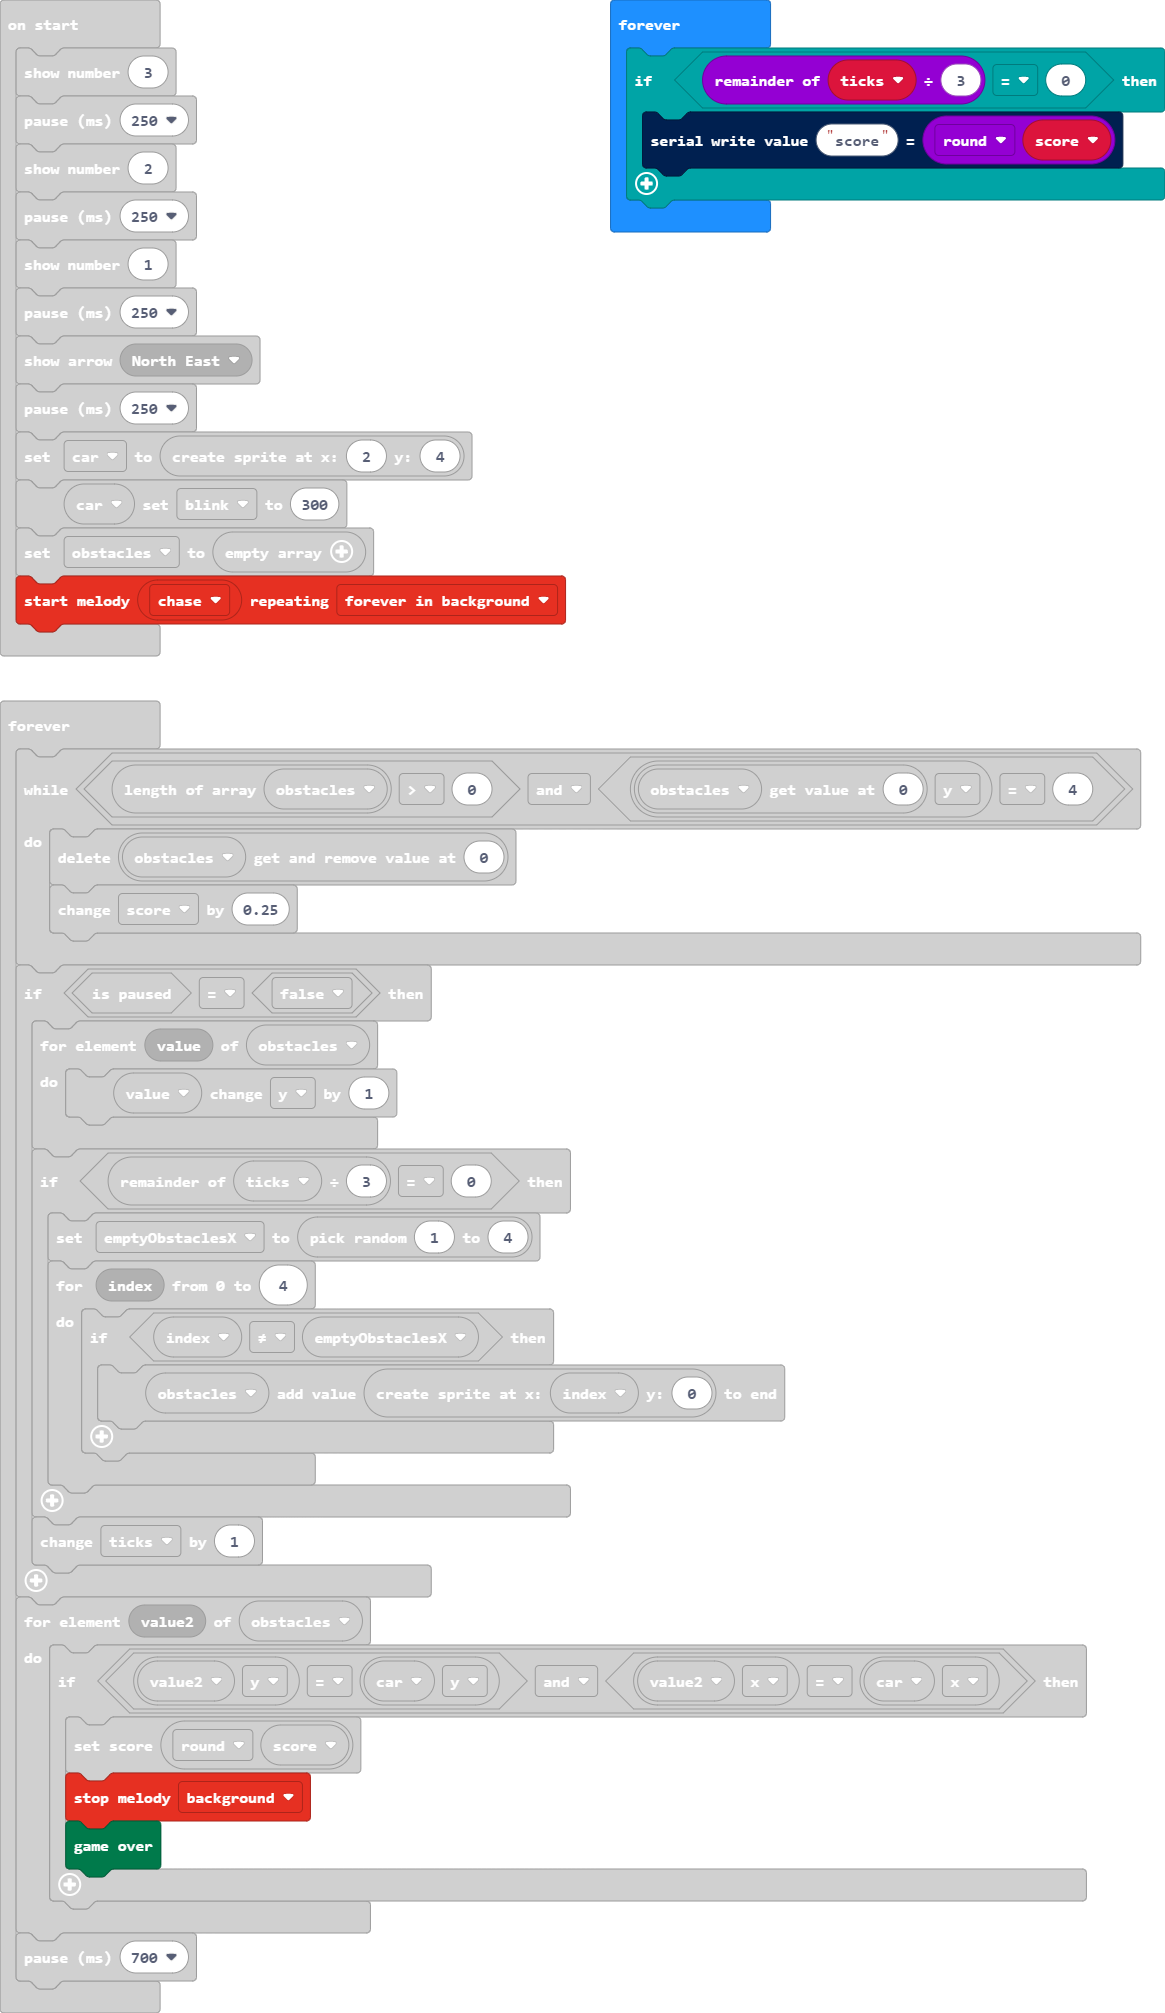 on start
show number 3
pause (ms) 250
show number 2
pause (ms) 250
show number 1
pause (ms) 250
show arrow North East
pause (ms) 250
set car to create sprite at x: 2 y: 4
car set blink to 300
set obstacles to empty array
start melody chase repeating forever in background
forever
if remainder of ticks ÷ 3 = 0 then
serial write value "score" = round score
forever
while length of array obstacles > 0 and obstacles get value at 0 y = 4
do
delete obstacles get and remove value at 0
change score by 0.25
if is paused = false then
for element value of obstacles
do
value change y by 1
if remainder of ticks ÷ 3 = 0 then
set emptyObstaclesX to pick random 1 to 4
for index from 0 to 4
do
if index ≠ emptyObstaclesX then
obstacles add value create sprite at x: index y: 0 to end
change ticks by 1
for element value2 of obstacles
do
if value2 y = car y and value2 x = car x then
set score round score
stop melody background
game over
pause (ms) 700